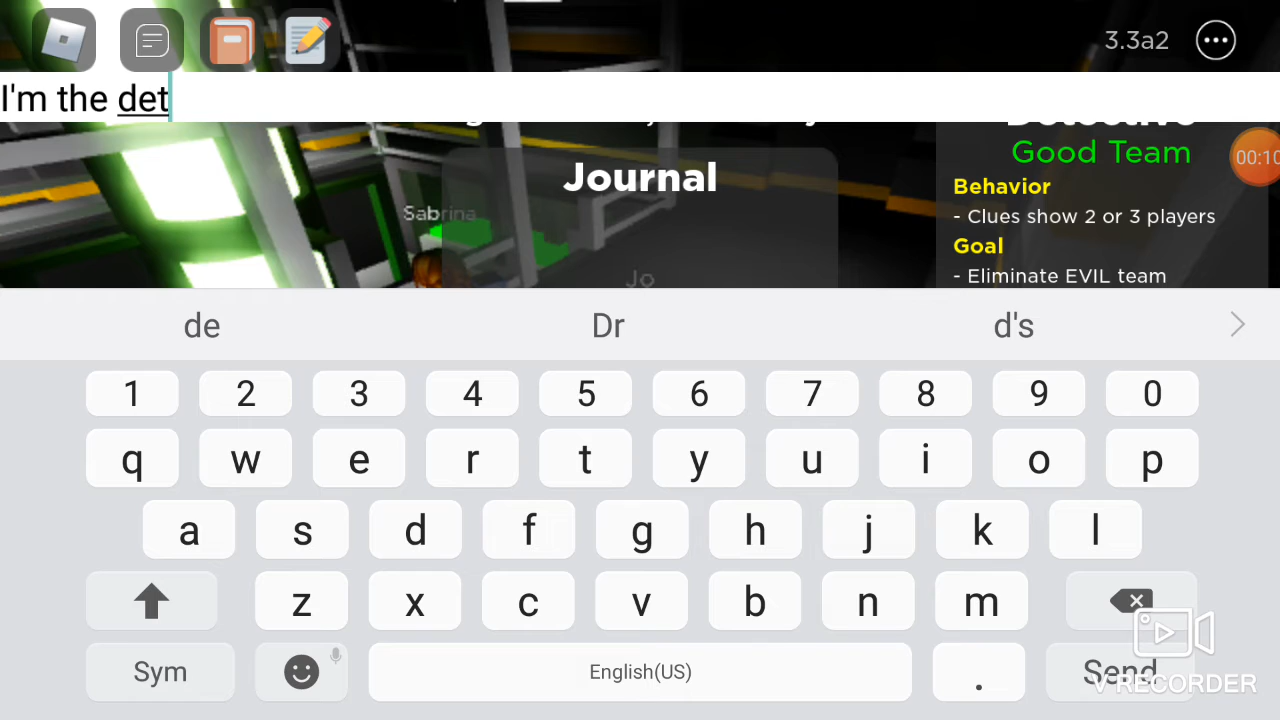 3.3a2
I'm the det
Detective
Good Team
00:10
Journal
Behavior
Sabrina
- Clues show 2 or 3 players
Goal
Jo
- Eliminate EVIL team
de Dr d's
1 2 3 4 5 6 7 8 9 0
q w e r t y u i o p
a s d f g h j k l
z x c v b n m
Sym English(US) . Send
V RECORDER